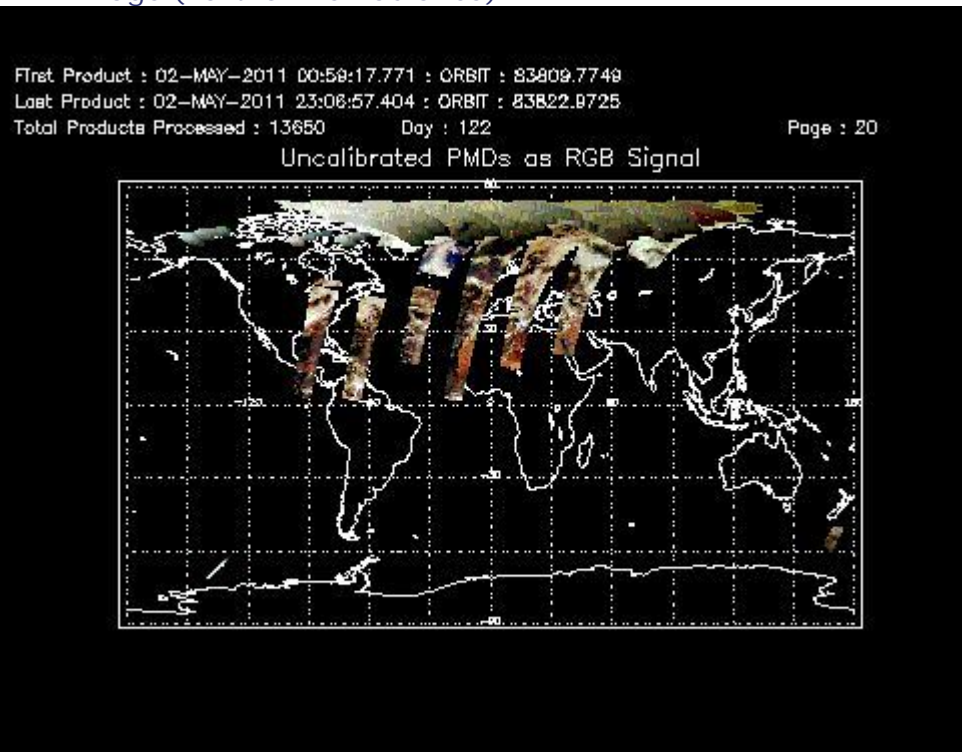 First Product : 02-MAY-2011 00:59:17.771 : ORBIT : 83809.7749
Last Product : 02-MAY-2011 23:06:57.404 : ORBIT : 83822.9725
Total Products Processed : 13650 Day : 122 Page : 20
Uncalibrated PMDs as RGB Signal